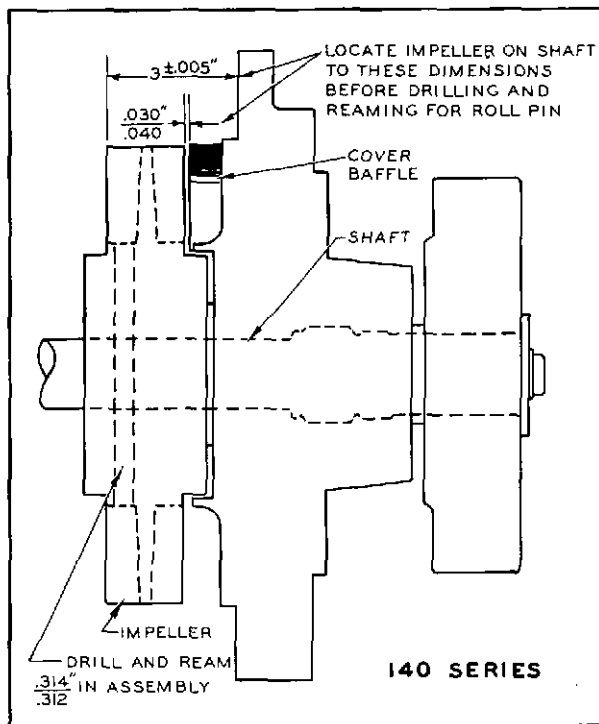 3 ±.005"
LOCATE IMPELLER ON SHAFT
TO THESE DIMENSIONS
BEFORE DRILLING AND
REAMING FOR ROLL PIN
.030"
.040
COVER
BAFFLE
SHAFT
IMPELLER
DRILL AND REAM
.314"
.312 IN ASSEMBLY
140 SERIES